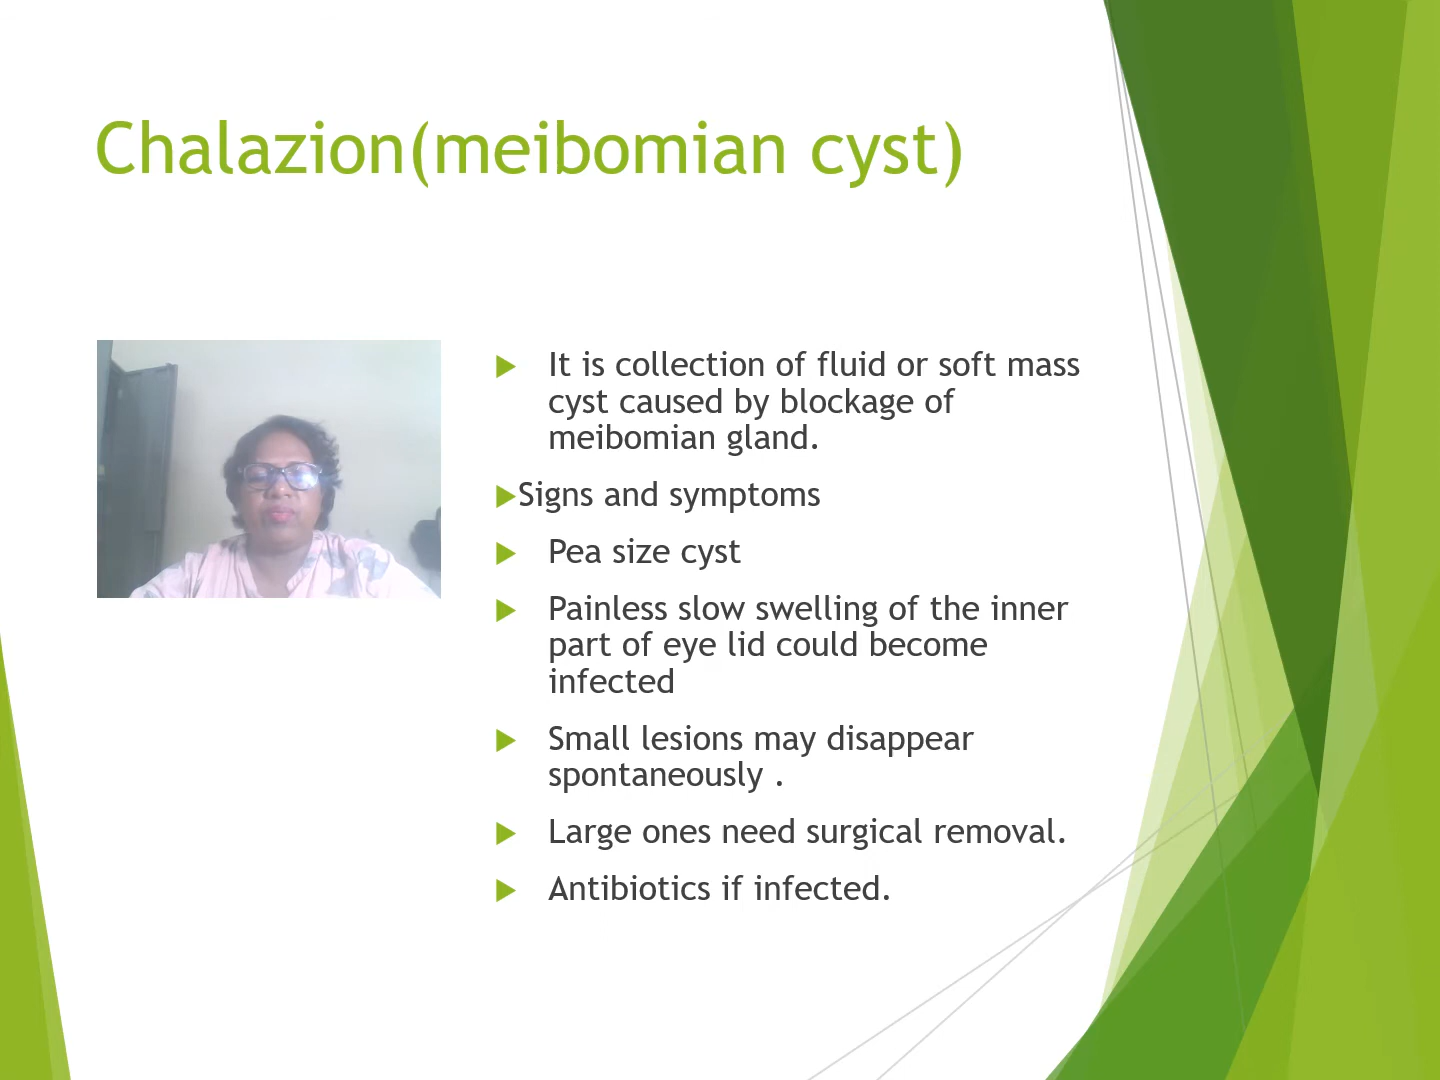 Chalazion(meibomian cyst)
It is collection of fluid or soft mass
cyst caused by blockage of
meibomian gland.
Signs and symptoms
Pea size cyst
Painless slow swelling of the inner
part of eye lid could become
infected
Small lesions may disappear
spontaneously .
Large ones need surgical removal.
Antibiotics if infected.